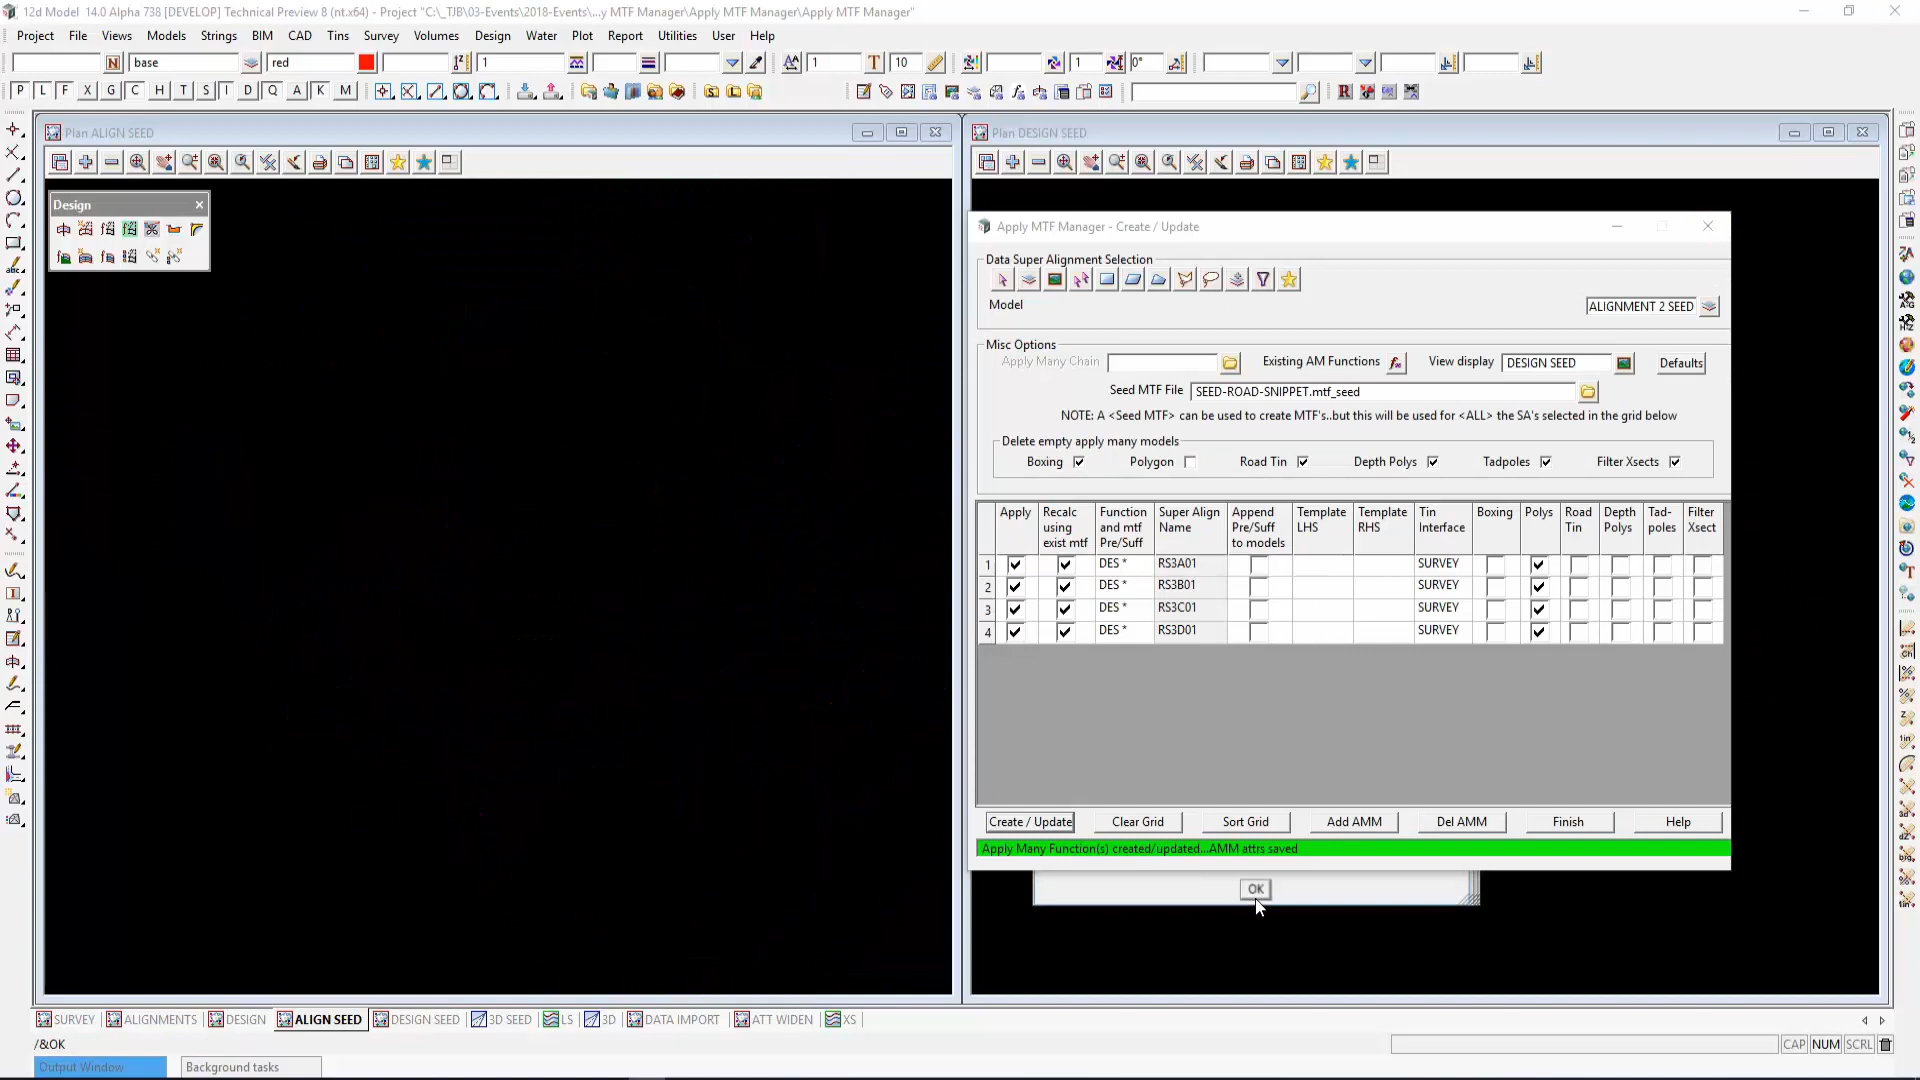 12d Model 14.0 Alpha 738 [DEVELOP] Technical Preview 8 (nt.x64) - Project "C:\_TJB\03-Events\2018-Events\...y MTF Manager\Apply MTF Manager\Apply MTF Manager"
Project File Views Models Strings BIM CAD Tins Survey Volumes Design Water Plot Report Utilities User Help
N base red 1 1 T 10 1 0°
P L F X G C H T S I D Q A K M
Plan ALIGN SEED
Plan DESIGN SEED
Design
Apply MTF Manager - Create / Update
Data Super Alignment Selection
Model ALIGNMENT 2 SEED
Misc Options
Apply Many Chain Existing AM Functions View display DESIGN SEED Defaults
Seed MTF File SEED-ROAD-SNIPPET.mtf_seed
NOTE: A <Seed MTF> can be used to create MTF's..but this will be used for <ALL> the SA's selected in the grid below
Delete empty apply many models
Boxing Polygon Road Tin Depth Polys Tadpoles Filter Xsects
Apply Recalc Function Super Align Append Template Template Tin Boxing Polys Road Depth Tad- Filter
using and mtf Name Pre/Suff LHS RHS Interface Tin Polys poles Xsect
exist mtf Pre/Suff to models
1 DES * RS3A01 SURVEY
2 DES * RS3B01 SURVEY
3 DES * RS3C01 SURVEY
4 DES * RS3D01 SURVEY
Create / Update Clear Grid Sort Grid Add AMM Del AMM Finish Help
Apply Many Function(s) created/updated...AMM attrs saved
OK
SURVEY ALIGNMENTS DESIGN ALIGN SEED DESIGN SEED 3D SEED LS 3D DATA IMPORT ATT WIDEN XS
/&OK CAP NUM SCRL
Output Window Background tasks